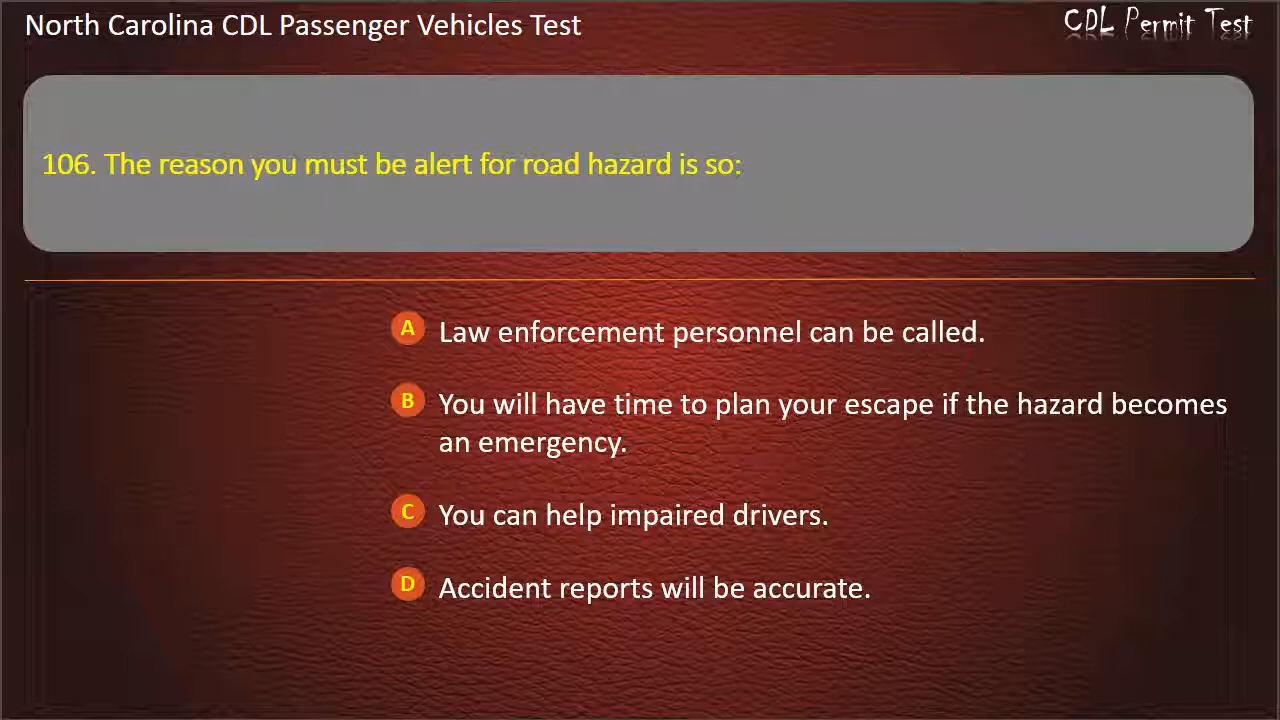 North Carolina CDL Passenger Vehicles Test
CDL Permit Test
106. The reason you must be alert for road hazard is so:
A Law enforcement personnel can be called.
B You will have time to plan your escape if the hazard becomes
an emergency.
C You can help impaired drivers.
D Accident reports will be accurate.